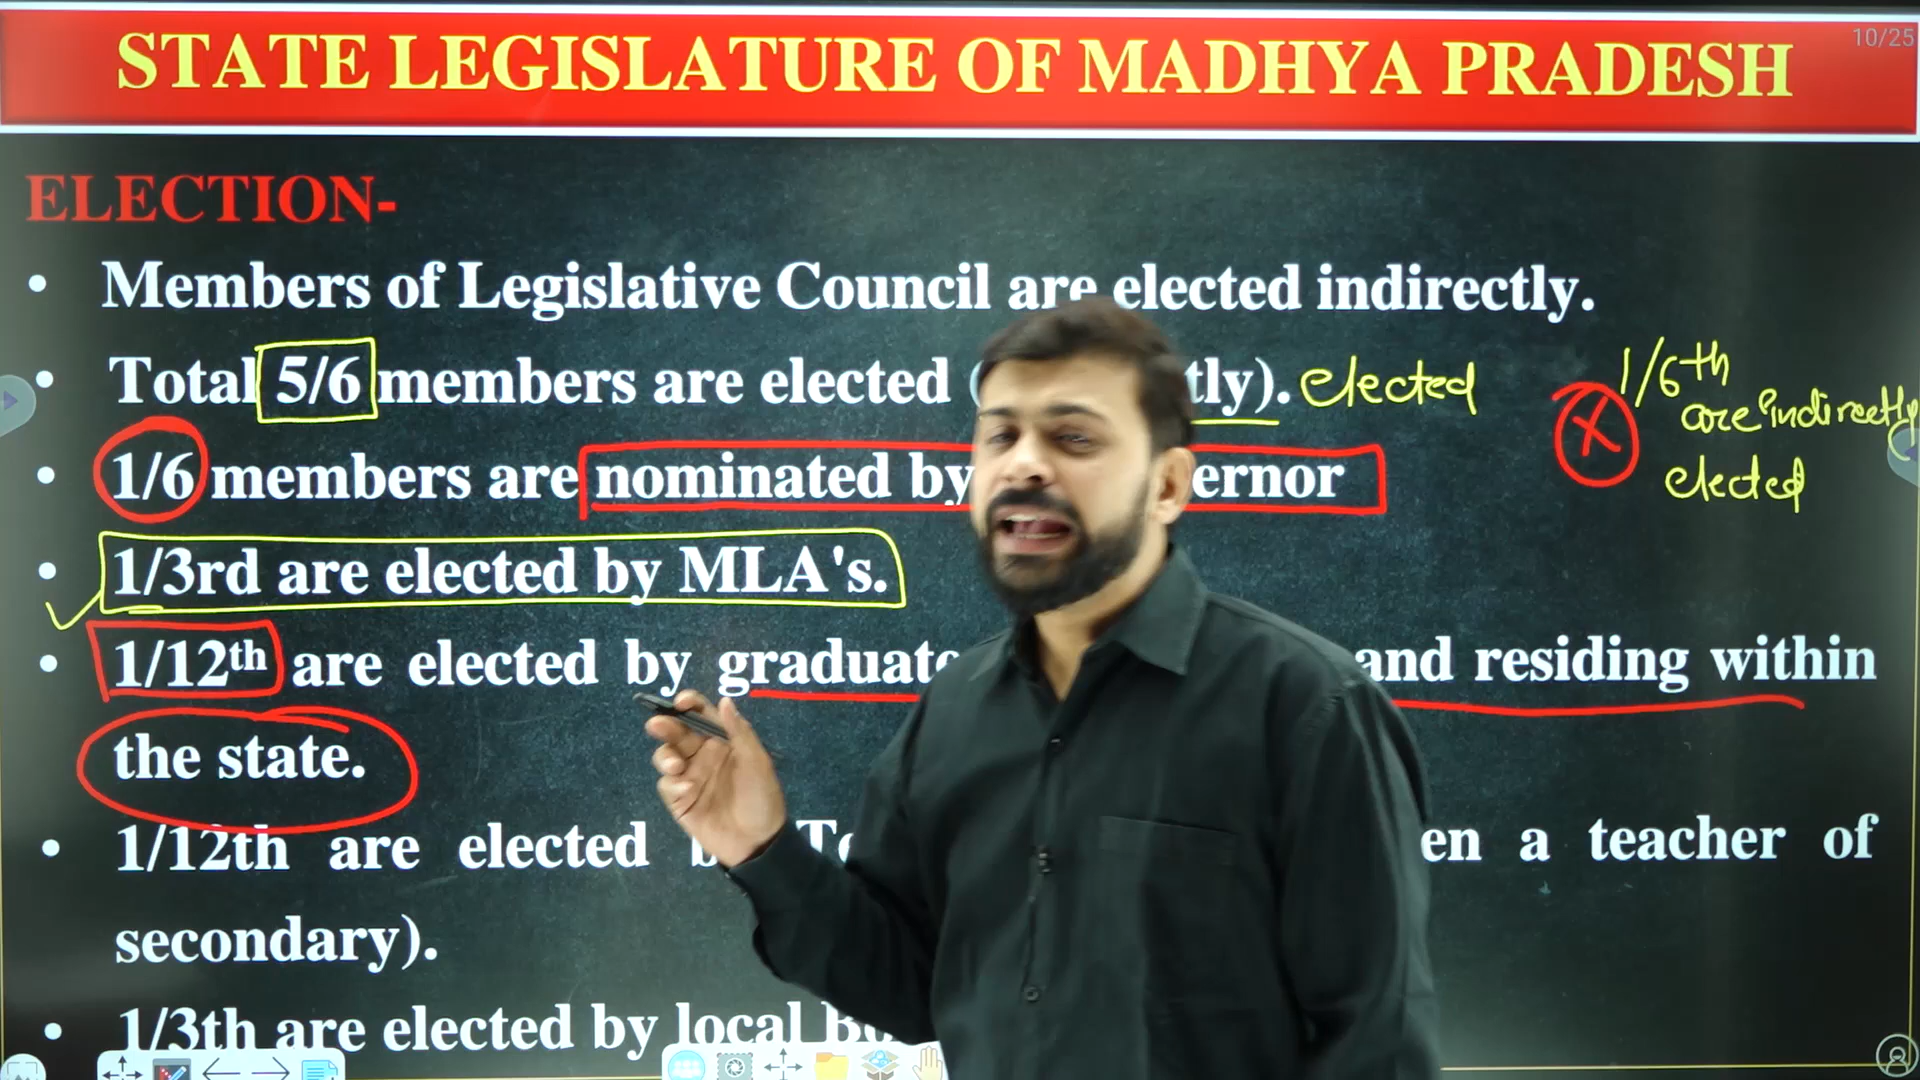 10/25
STATE LEGISLATURE OF MADHYA PRADESH
ELECTION-
• Members of Legislative Council are elected indirectly.
• Total 5/6 members are elected tly). elected
1/6th
are indirectly
elected
• 1/6 members are nominated by ernor
• 1/3rd are elected by MLA's.
• 1/12th are elected by graduate and residing within
the state.
• 1/12th are elected en a teacher of
secondary).
• 1/3th are elected by local